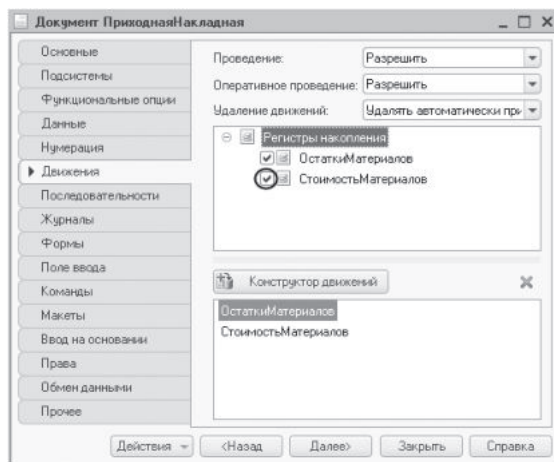 Документ ПриходнаяНакладная
Основные
Подсистемы
Функциональные опции
Данные
Нумерация
Движения
Последовательности
Журналы
Формы
Поле ввода
Команды
Макеты
Ввод на основании
Права
Обмен данными
Прочее
Проведение: Разрешить
Оперативное проведение: Разрешить
Удаление движений: Удалять автоматически при
Регистры накопления
ОстаткиМатериалов
СтоимостьМатериалов
Конструктор движений
ОстаткиМатериалов
СтоимостьМатериалов
Действия <Назад Далее> Закрыть Справка